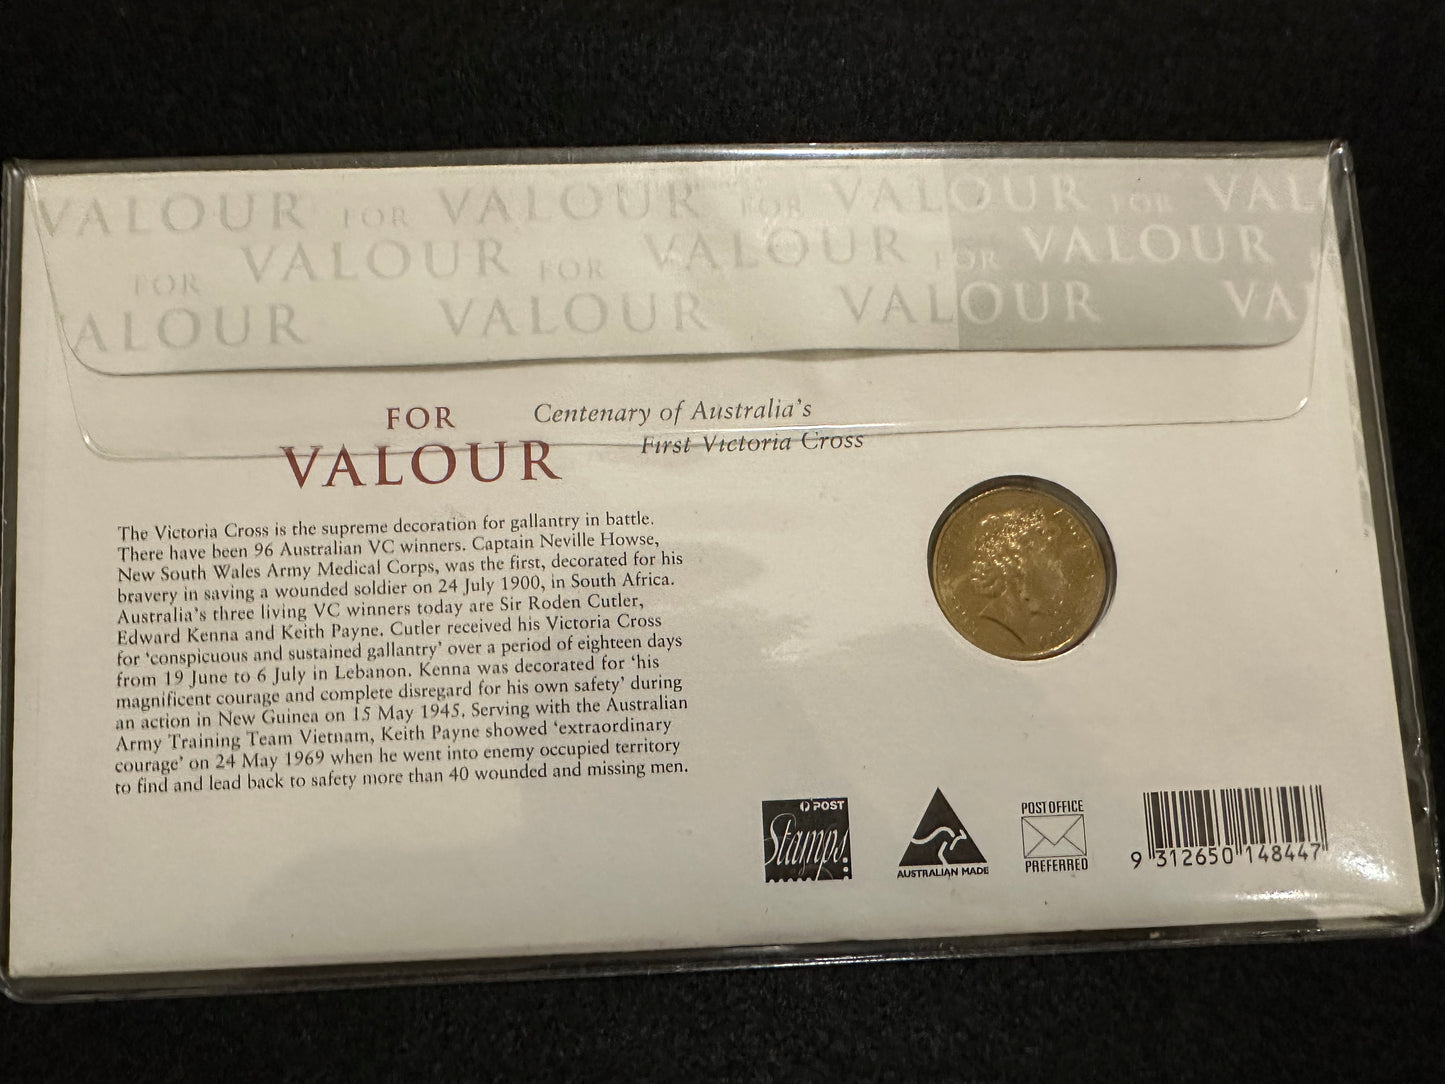 VALOUR FOR VALOUR FOR VALOUR FOR VAL
FOR VALOUR FOR VALOUR FOR VALOUR
ALOUR VALOUR VALOUR VA
FOR
VALOUR
Centenary of Australia's
First Victoria Cross
The Victoria Cross is the supreme decoration for gallantry in battle.
There have been 96 Australian VC winners. Captain Neville Howse,
New South Wales Army Medical Corps, was the first, decorated for his
bravery in saving a wounded soldier on 24 July 1900, in South Africa.
Australia's three living VC winners today are Sir Roden Cutler,
Edward Kenna and Keith Payne. Cutler received his Victoria Cross
for 'conspicuous and sustained gallantry' over a period of eighteen days
from 19 June to 6 July in Lebanon. Kenna was decorated for 'his
magnificent courage and complete disregard for his own safety' during
an action in New Guinea on 15 May 1945. Serving with the Australian
Army Training Team Vietnam, Keith Payne showed 'extraordinary
courage' on 24 May 1969 when he went into enemy occupied territory
to find and lead back to safety more than 40 wounded and missing men.
POST
Stamps!
AUSTRALIAN MADE
POST OFFICE
PREFERRED
9 312650 148447